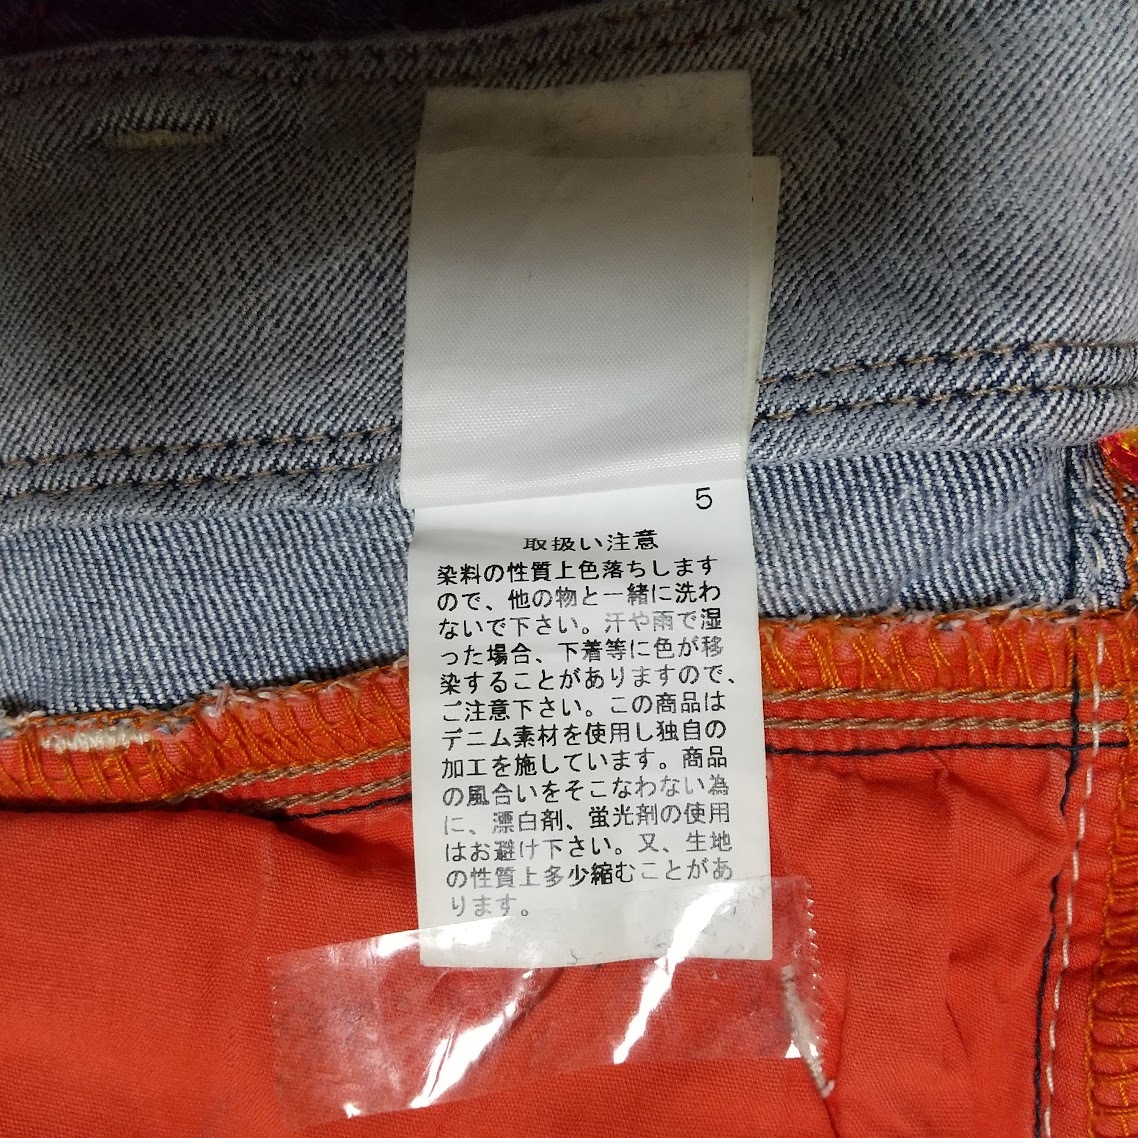 5
取扱い注意
染料の性質上色落ちします
ので、他の物と一緒に洗わ
ないで下さい。汗や雨で湿
った場合、下着等に色が移
染することがありますので、
ご注意下さい。この商品は
デニム素材を使用し独自の
加工を施しています。商品
の風合いをそこなわない為
に、漂白剤、蛍光剤の使用
はお避け下さい。又、生地
の性質上多少縮むことがあ
ります。